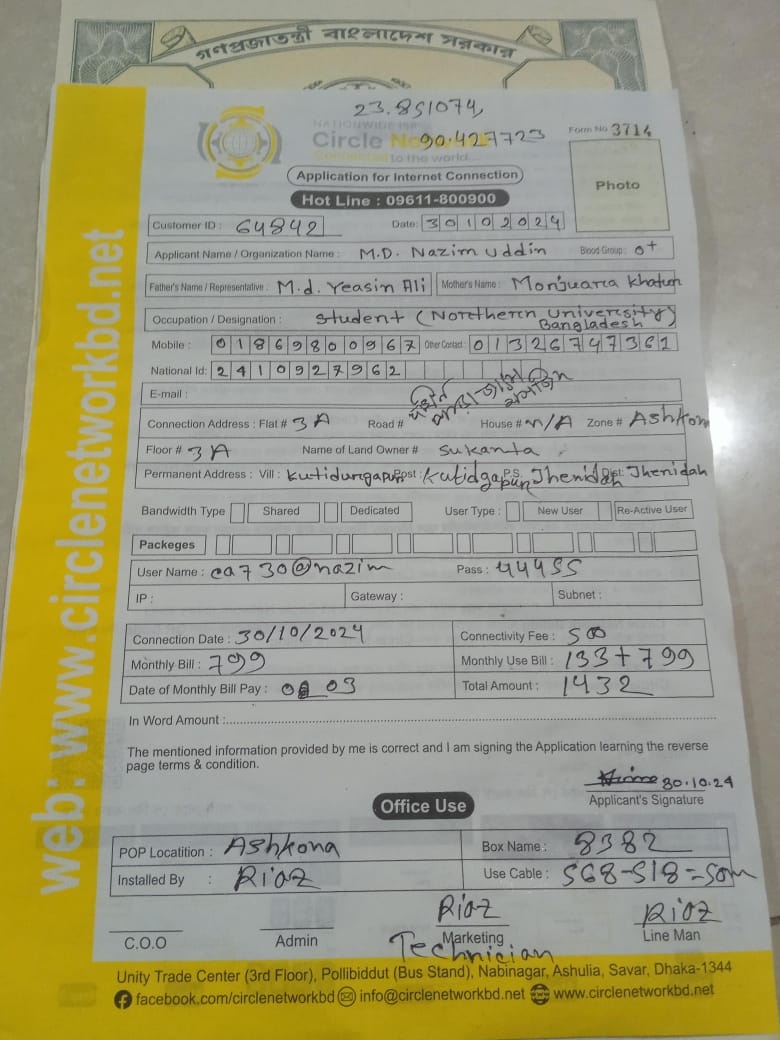 গণপ্রজাতন্ত্রী বাংলাদেশ সরকার
23.851074,
90.427723
NATIONWIDE ISP
Circle Network
Connected to the world...
Form No 3714
Application for Internet Connection
Photo
Hot Line : 09611-800900
Customer ID : 64842 Date: 30102024
Applicant Name / Organization Name : M.D. Nazim uddin Blood Group : o+
Father's Name / Representative : M.d. Yeasin Ali Mother's Name : Monjuara Khatun
Occupation / Designation : Student (Northern University
Bangladesh)
Mobile : 01869800967 Other Contact : 01326747361
National Id: 2410927962
E-mail :
Connection Address : Flat # 3A Road # House # N/A Zone # Ashkona
Floor # 3A Name of Land Owner # Sukanta
Permanent Address : Vill : Kutidurgapur Post : Kutidgapur P.S. Jhenidah Dist: Jhenidah
Bandwidth Type Shared Dedicated User Type : New User Re-Active User
Packeges
User Name : ca730@nazim Pass : 44455
IP : Gateway : Subnet :
Connection Date : 30/10/2024 Connectivity Fee : 500
Monthly Bill : 799 Monthly Use Bill : 133+799
Date of Monthly Bill Pay : 03 Total Amount : 1432
In Word Amount :
The mentioned information provided by me is correct and I am signing the Application learning the reverse
page terms & condition.
30.10.24
Applicant's Signature
Office Use
POP Locatition : Ashkona Box Name : 8382
Installed By : Riaz Use Cable : 568-518=50m
Riaz Riaz
C.O.O Admin Marketing Line Man
Technician
Unity Trade Center (3rd Floor), Pollibiddut (Bus Stand), Nabinagar, Ashulia, Savar, Dhaka-1344
facebook.com/circlenetworkbd info@circlenetworkbd.net www.circlenetworkbd.net
web: www.circlenetworkbd.net